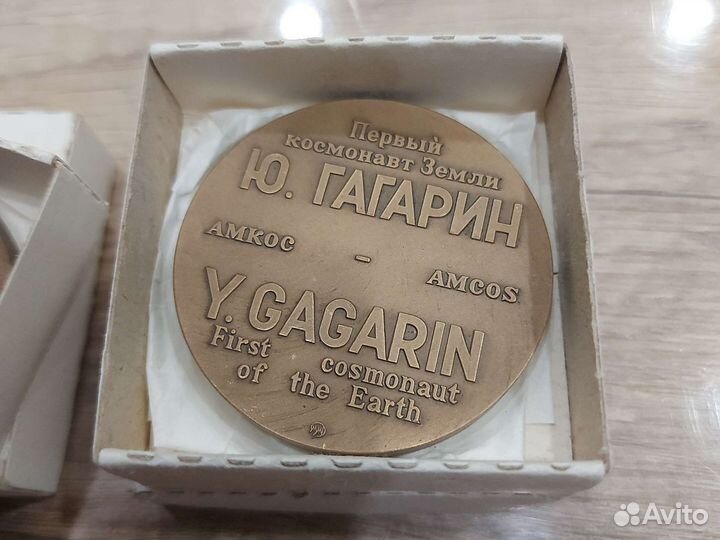 Первый
космонавт Земли
Ю. ГАГАРИН
АМКОС
-
AMCOS
Y. GAGARIN
First cosmonaut
of the Earth
Avito